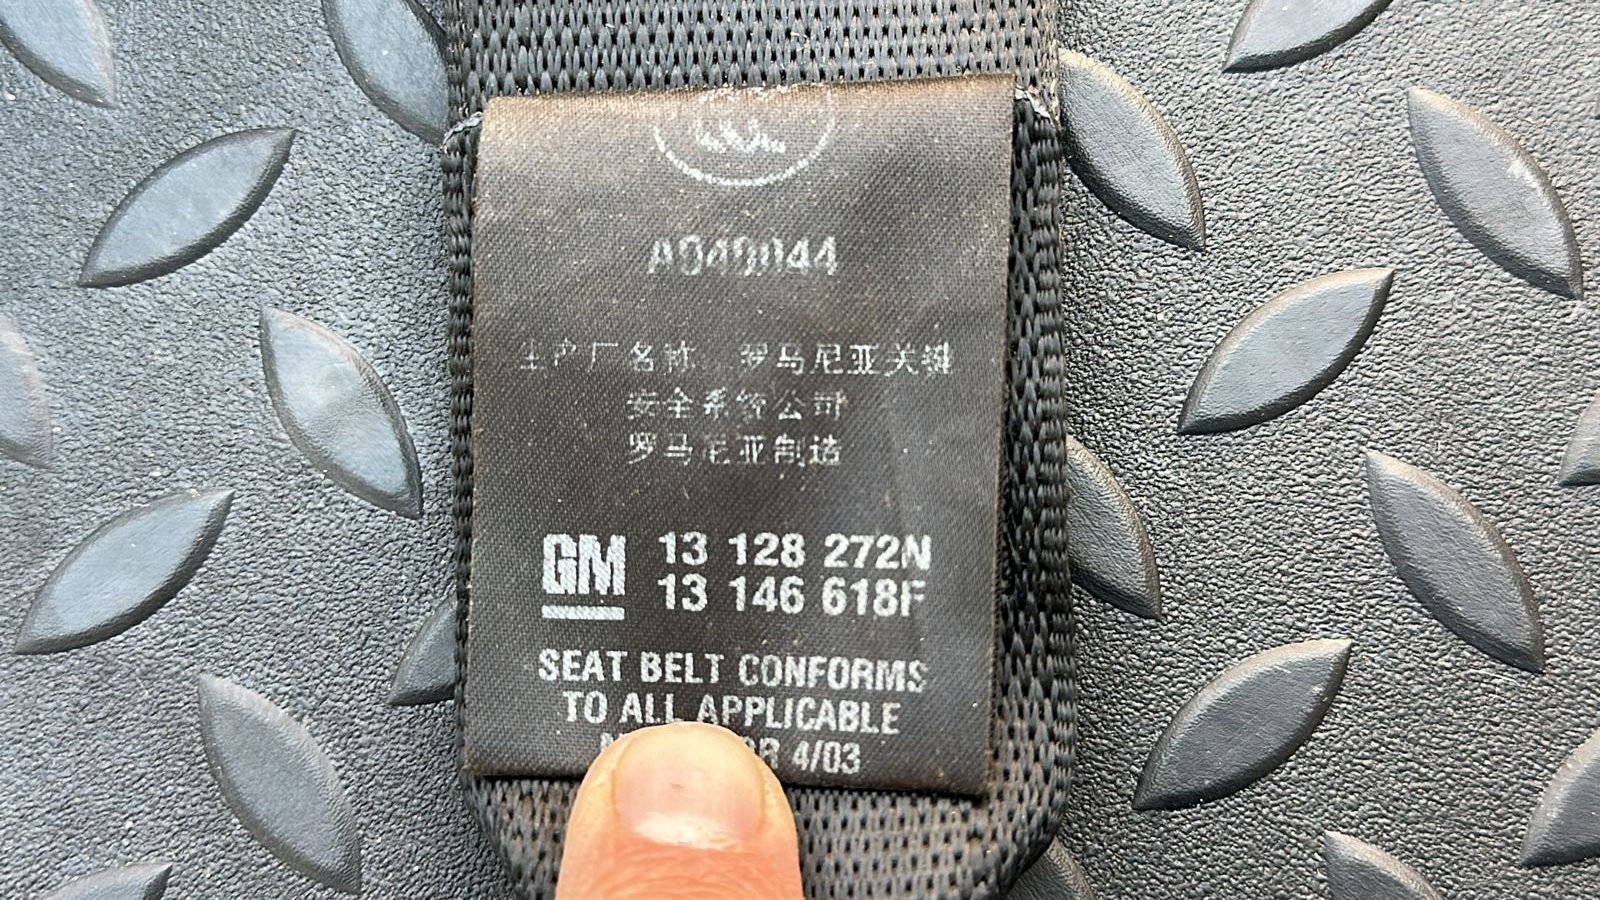 A049044
生产厂名称 罗马尼亚关键
安全系统公司
罗马尼亚制造
GM 13 128 272N
13 146 618F
SEAT BELT CONFORMS
TO ALL APPLICABLE
4/03